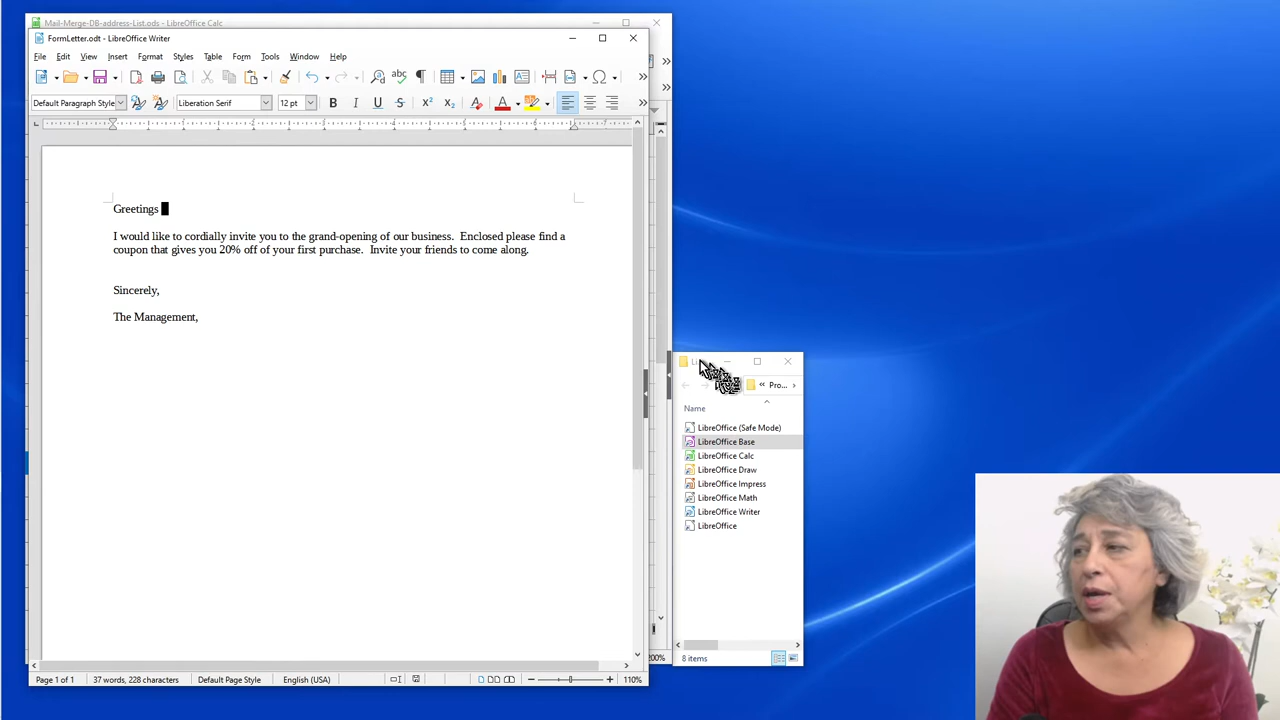 Mail-Merge-DB-address-List.ods - LibreOffice Calc
FormLetter.odt - LibreOffice Writer
File Edit View Insert Format Styles Table Form Tools Window Help
Default Paragraph Style Liberation Serif 12 pt
Greetings
I would like to cordially invite you to the grand-opening of our business. Enclosed please find a
coupon that gives you 20% off of your first purchase. Invite your friends to come along.
Sincerely,
The Management,
Page 1 of 1 37 words, 228 characters Default Page Style English (USA) 110%
200%
« Pro...
Name
LibreOffice (Safe Mode)
LibreOffice Base
LibreOffice Calc
LibreOffice Draw
LibreOffice Impress
LibreOffice Math
LibreOffice Writer
LibreOffice
8 items